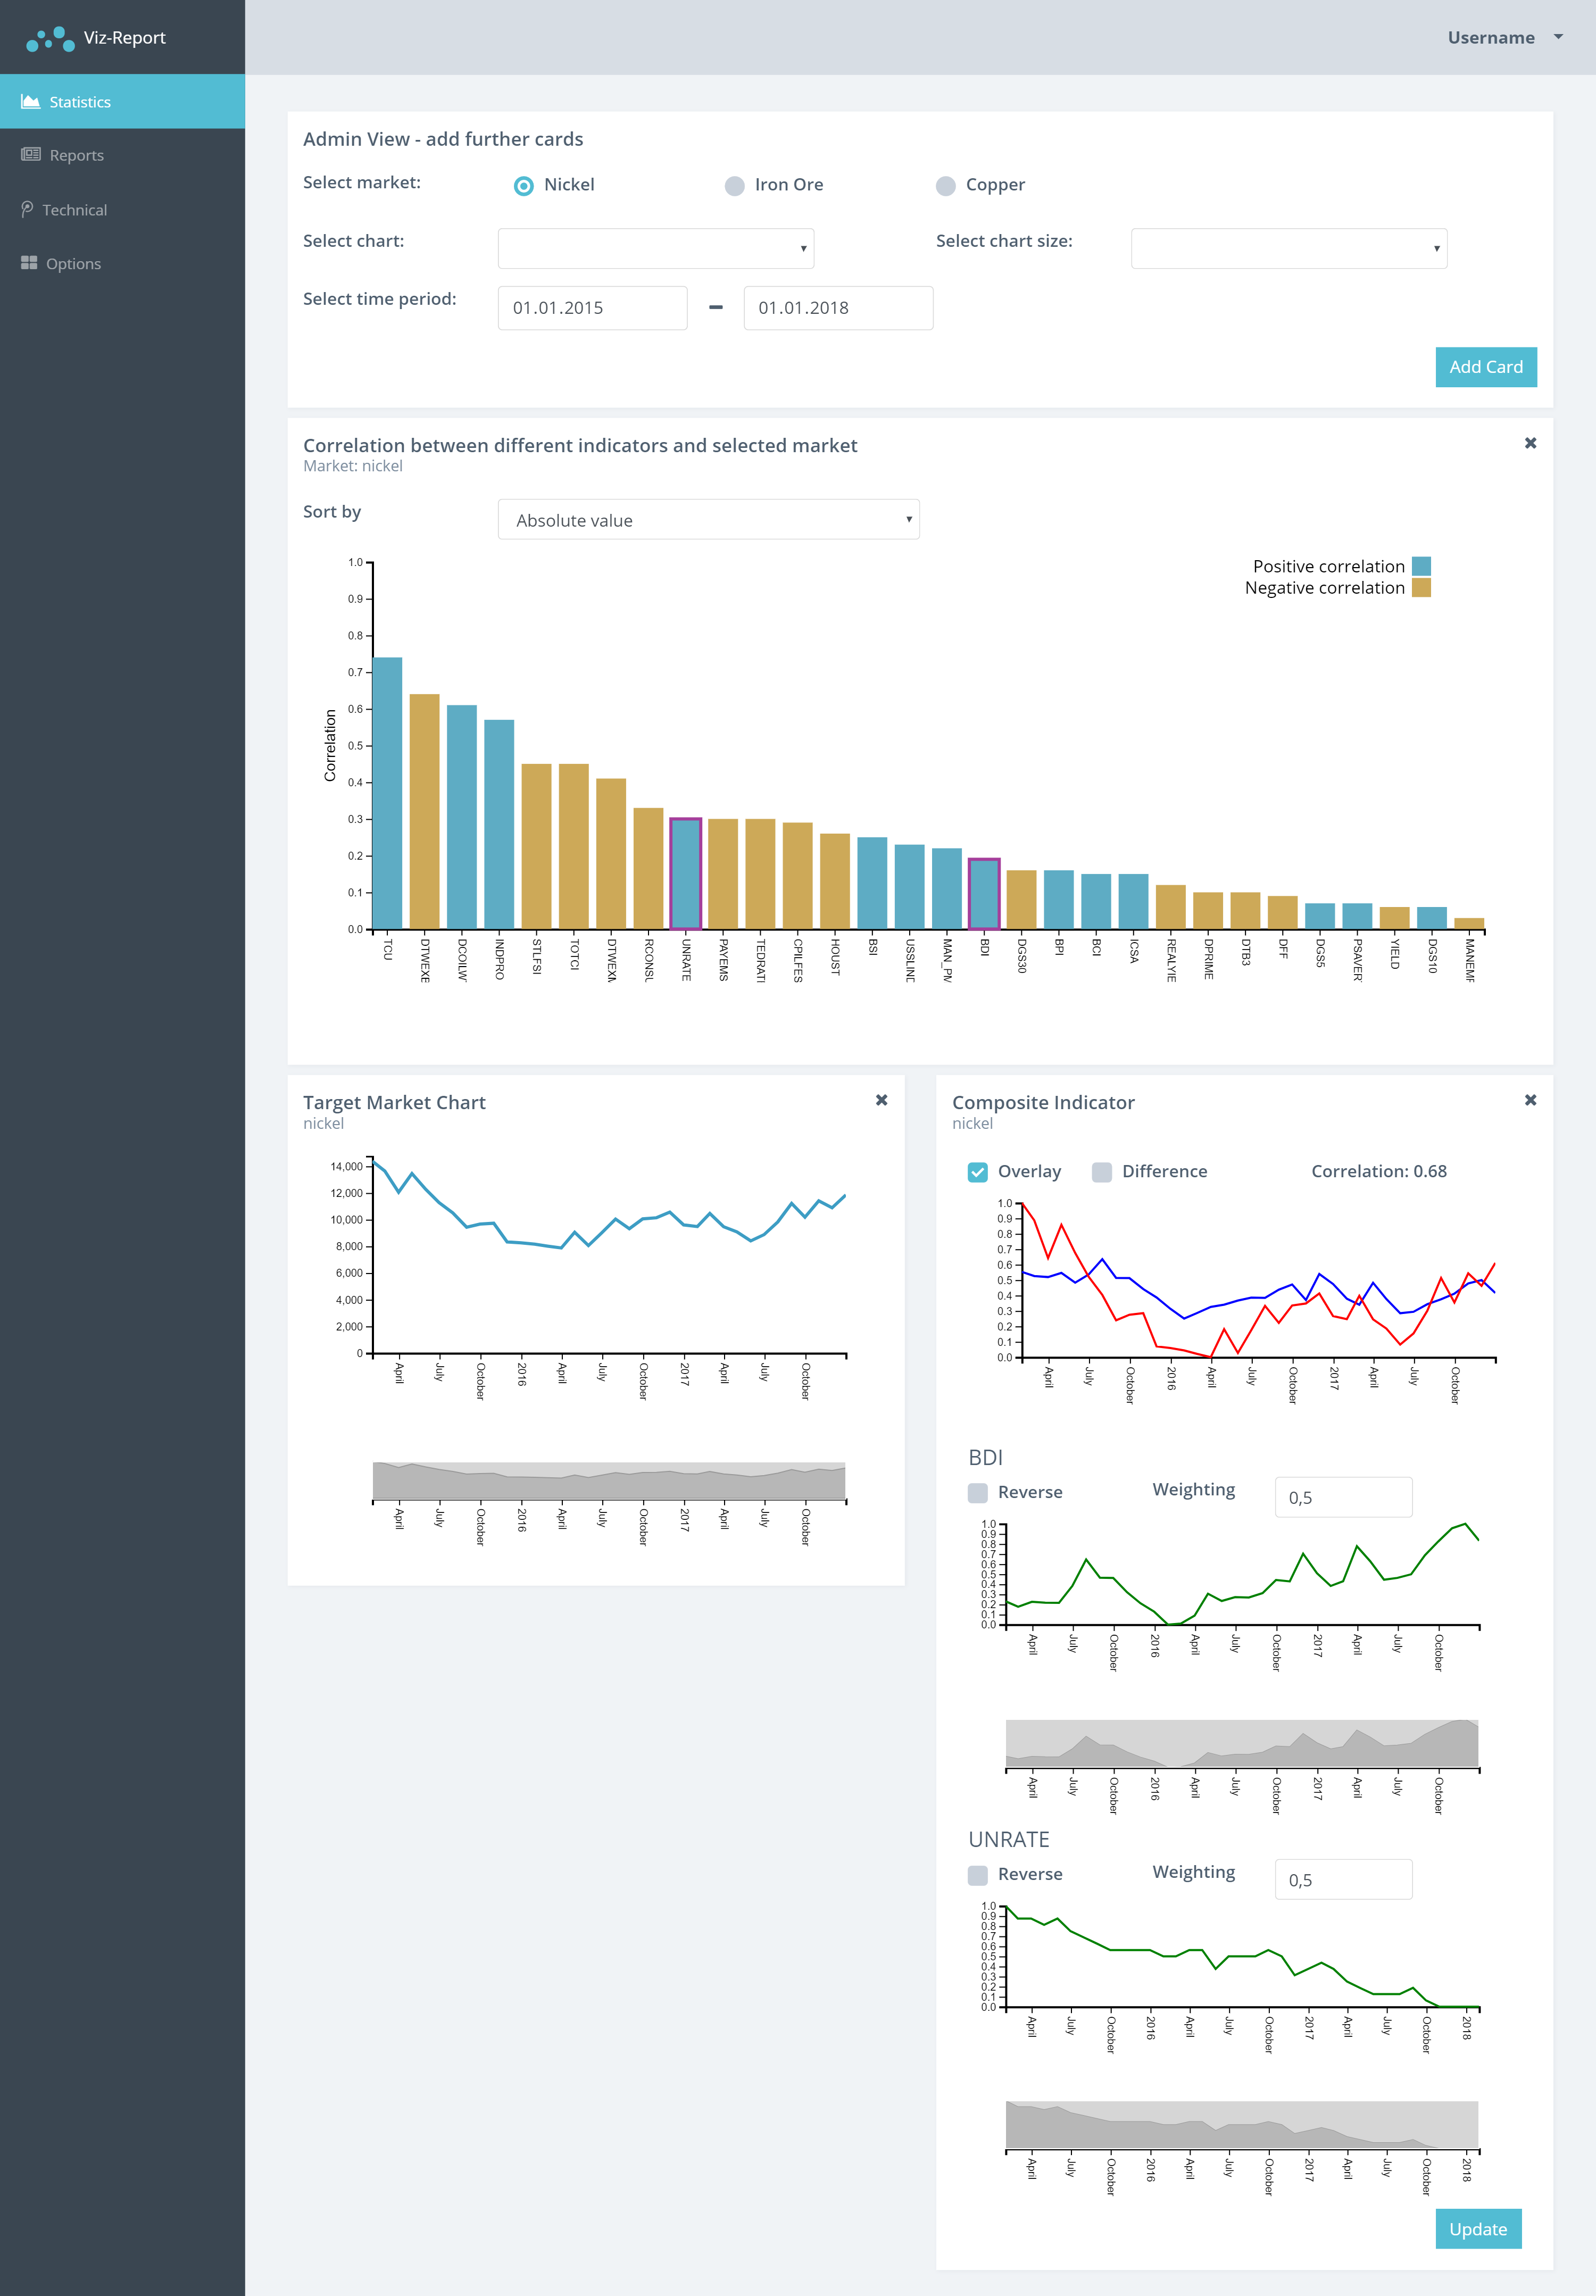 Viz-Report
Username
Statistics
Reports
Technical
Options
Admin View - add further cards
Select market:
Nickel
Iron Ore
Copper
Select chart:
Select chart size:
Select time period:
01.01.2015
–
01.01.2018
Add Card
Correlation between different indicators and selected market
Market: nickel
Sort by
Absolute value
Positive correlation
Negative correlation
1.0
0.9
0.8
0.7
0.6
0.5
0.4
0.3
0.2
0.1
0.0
Correlation
TCU
DTWEXB
DCOILW
INDPRO
STLFSI
TOTCI
DTWEXM
RCONSU
UNRATE
PAYEMS
TEDRATI
CPILFES
HOUST
BSI
USSLIND
MAN_PM
BDI
DGS30
BPI
BCI
ICSA
REALYIE
DPRIME
DTB3
DFF
DGS5
PSAVER
YIELD
DGS10
MANEMP
Target Market Chart
nickel
14,000
12,000
10,000
8,000
6,000
4,000
2,000
0
April
July
October
2016
April
July
October
2017
April
July
October
April
July
October
2016
April
July
October
2017
April
July
October
Composite Indicator
nickel
Overlay
Difference
Correlation: 0.68
1.0
0.9
0.8
0.7
0.6
0.5
0.4
0.3
0.2
0.1
0.0
April
July
October
2016
April
July
October
2017
April
July
October
BDI
Reverse
Weighting
0,5
1.0
0.9
0.8
0.7
0.6
0.5
0.4
0.3
0.2
0.1
0.0
April
July
October
2016
April
July
October
2017
April
July
October
April
July
October
2016
April
July
October
2017
April
July
October
UNRATE
Reverse
Weighting
0,5
1.0
0.9
0.8
0.7
0.6
0.5
0.4
0.3
0.2
0.1
0.0
April
July
October
2016
April
July
October
2017
April
July
October
2018
April
July
October
2016
April
July
October
2017
April
July
October
2018
Update